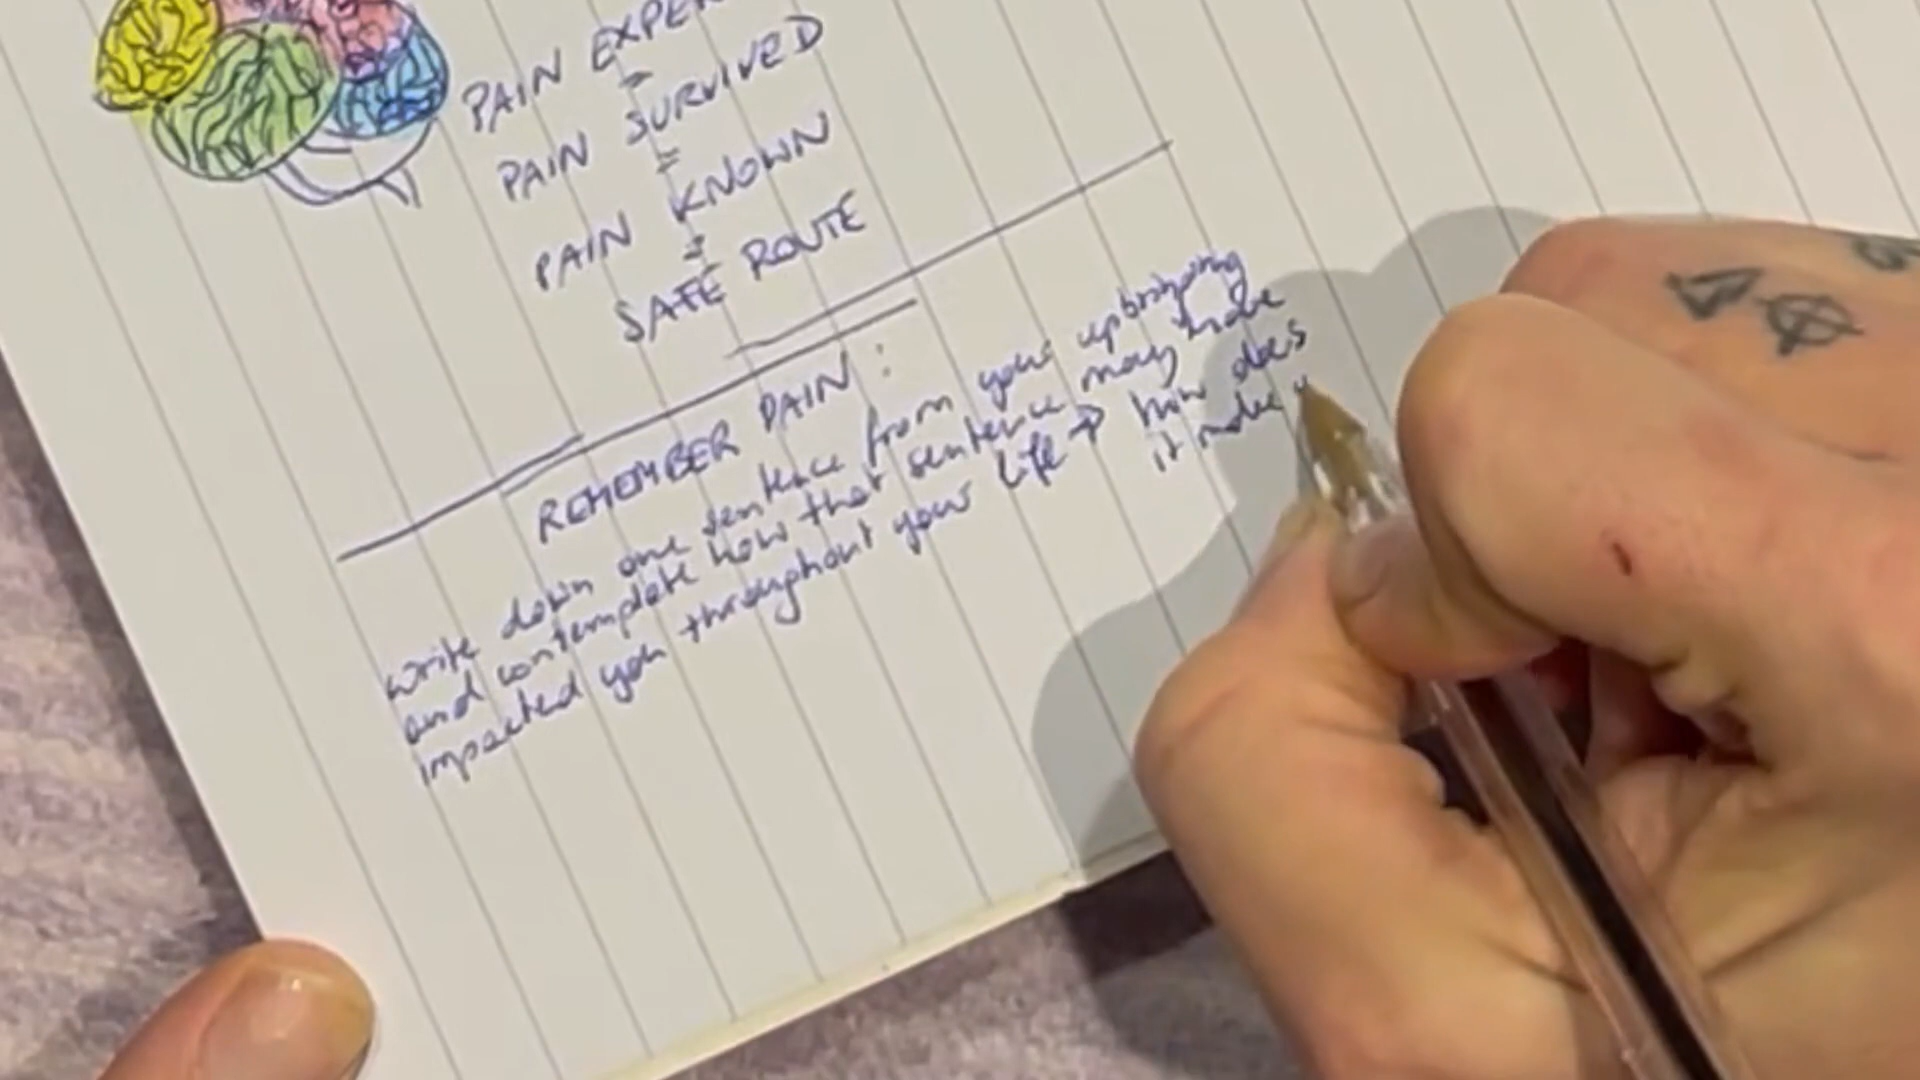 PAIN EXPER
=
PAIN SURVIVED
=
PAIN KNOWN
=
SAFE ROUTE
REMEMBER PAIN:
write down one sentence from your upbringing
and contemplate how that sentence may have
impacted you throughout your life → how does
it make